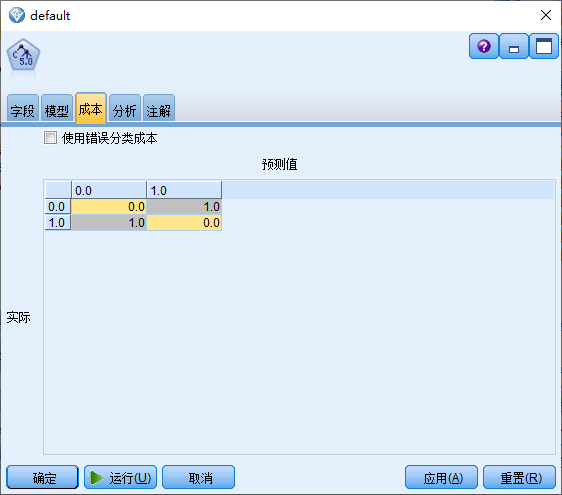 default
C 5.0
字段 模型 成本 分析 注解
使用错误分类成本
预测值
0.0 1.0
0.0 0.0 1.0
1.0 1.0 0.0
实际
确定 运行(U) 取消 应用(A) 重置(R)